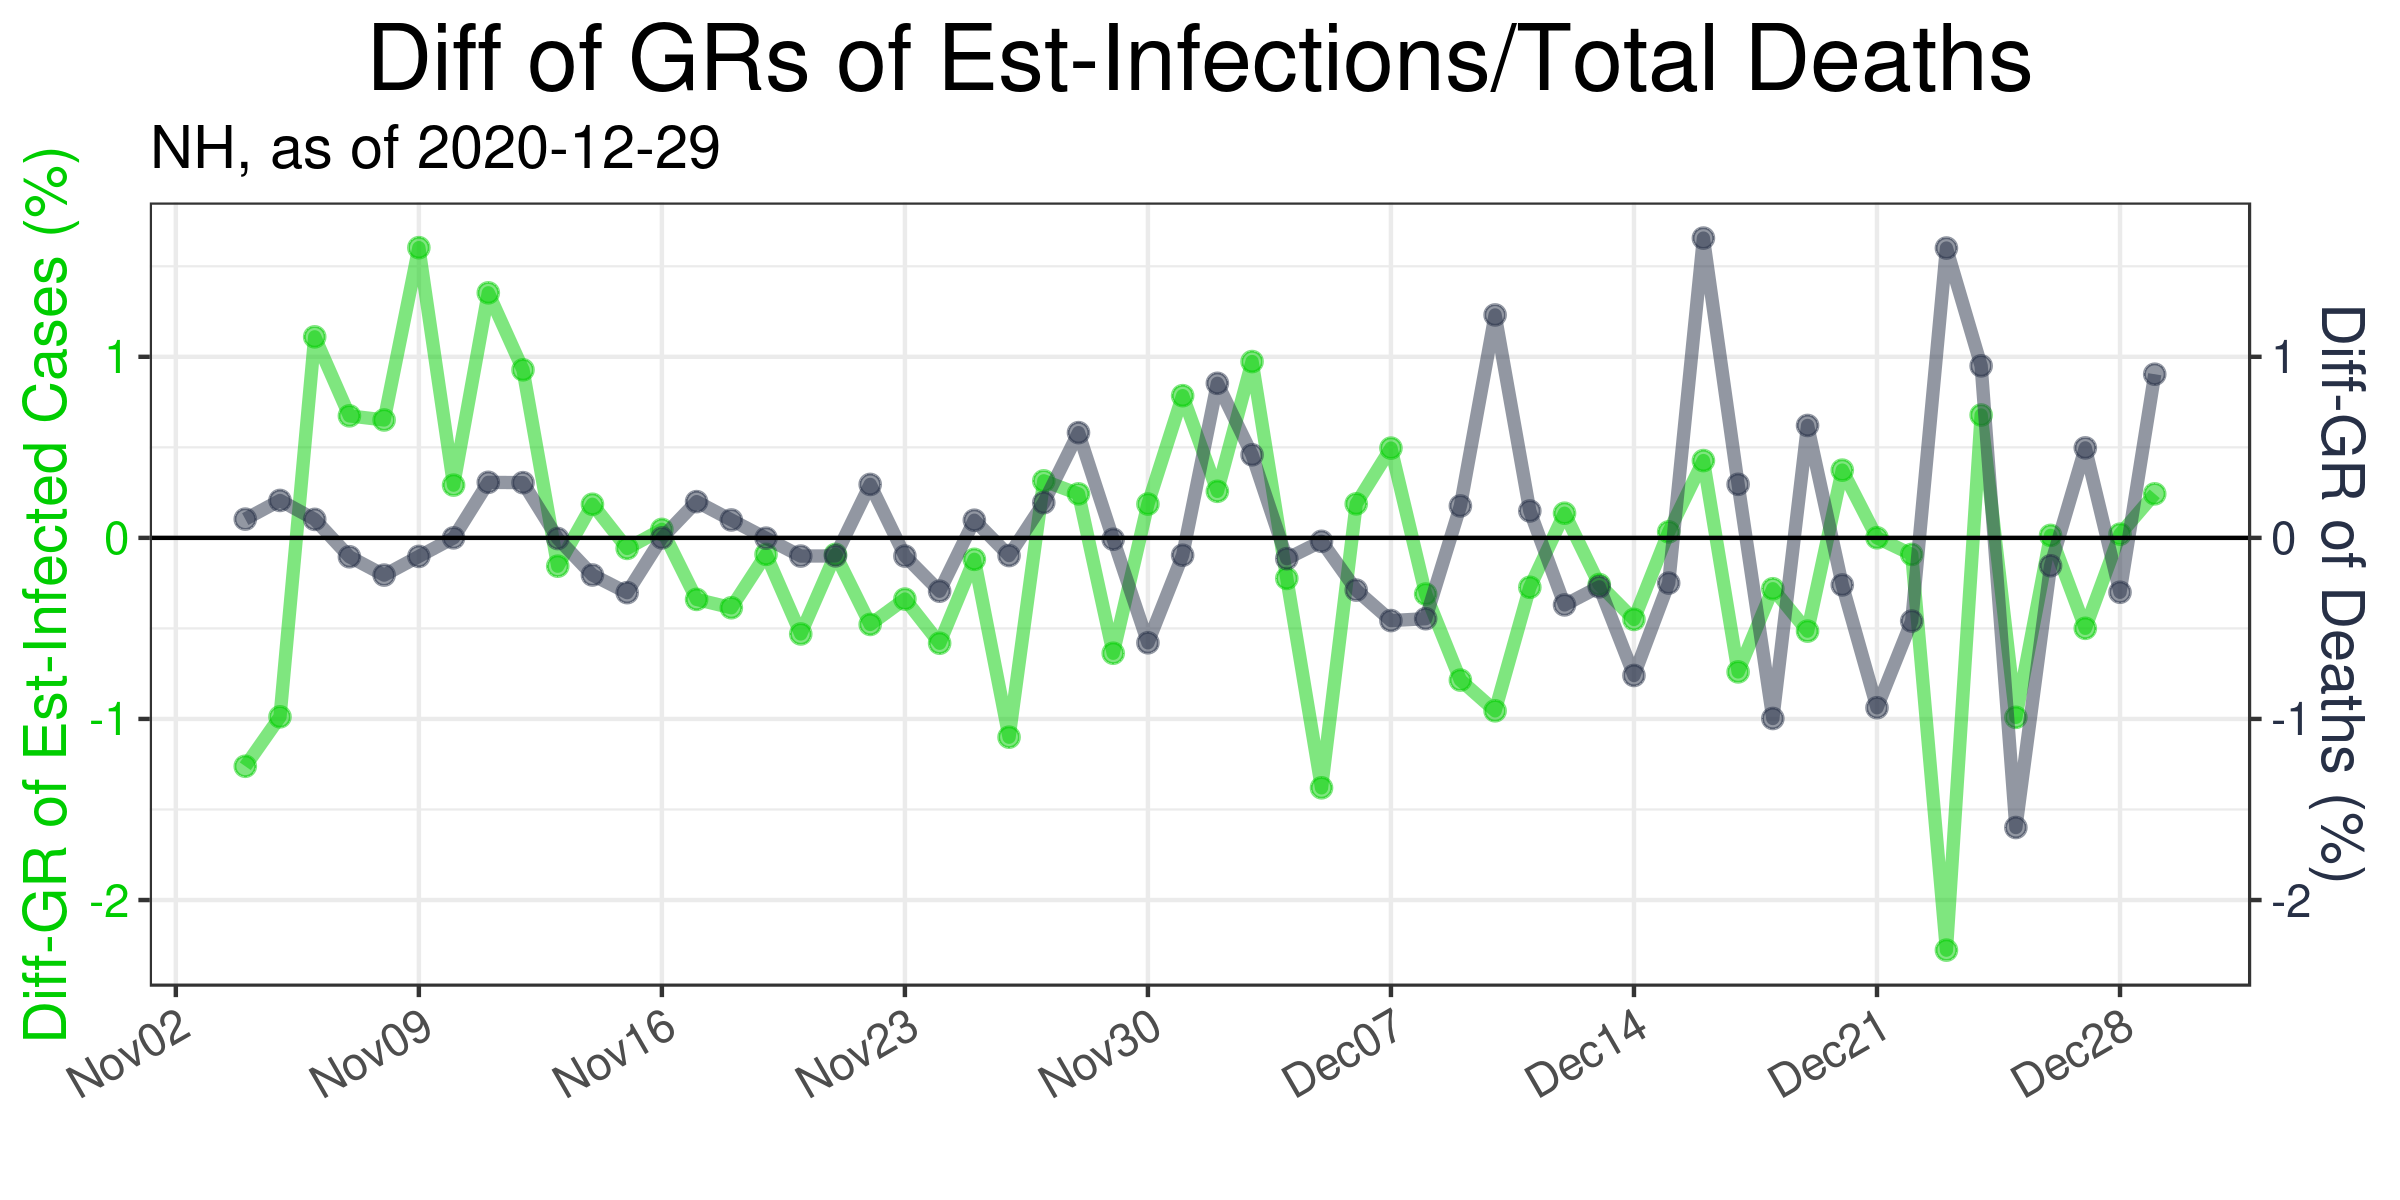 Diff of GRs of Est-Infections/Total Deaths
NH, as of 2020-12-29
Diff-GR of Est-Infected Cases (%)
1
0
-1
-2
1
0
-1
-2
Diff-GR of Deaths (%)
Nov02
Nov09
Nov16
Nov23
Nov30
Dec07
Dec14
Dec21
Dec28